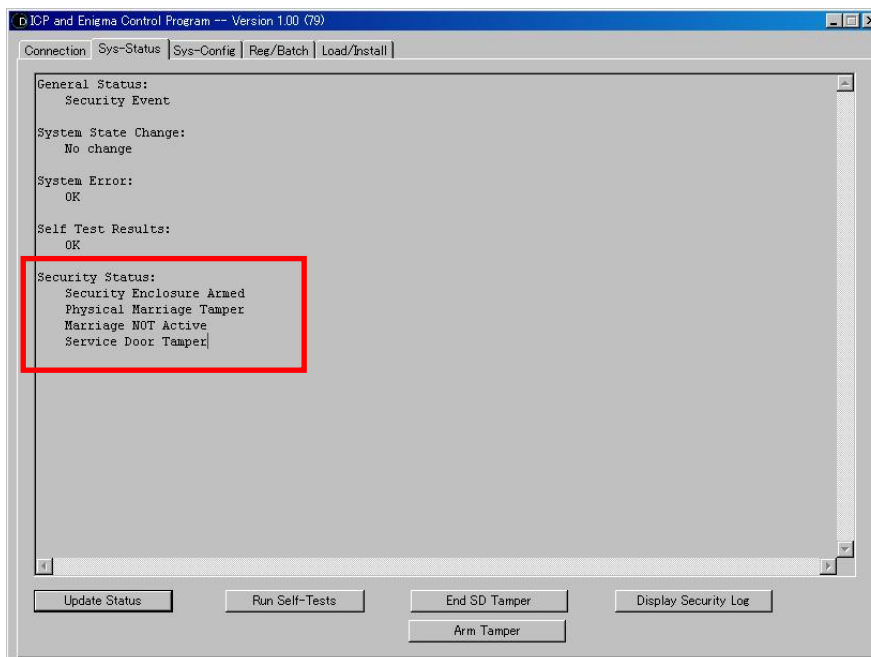 ICP and Enigma Control Program -- Version 1.00 (79)
Connection Sys-Status Sys-Config Reg/Batch Load/Install
General Status:
Security Event
System State Change:
No change
System Error:
OK
Self Test Results:
OK
Security Status:
Security Enclosure Armed
Physical Marriage Tamper
Marriage NOT Active
Service Door Tamper
Update Status Run Self-Tests End SD Tamper Display Security Log
Arm Tamper